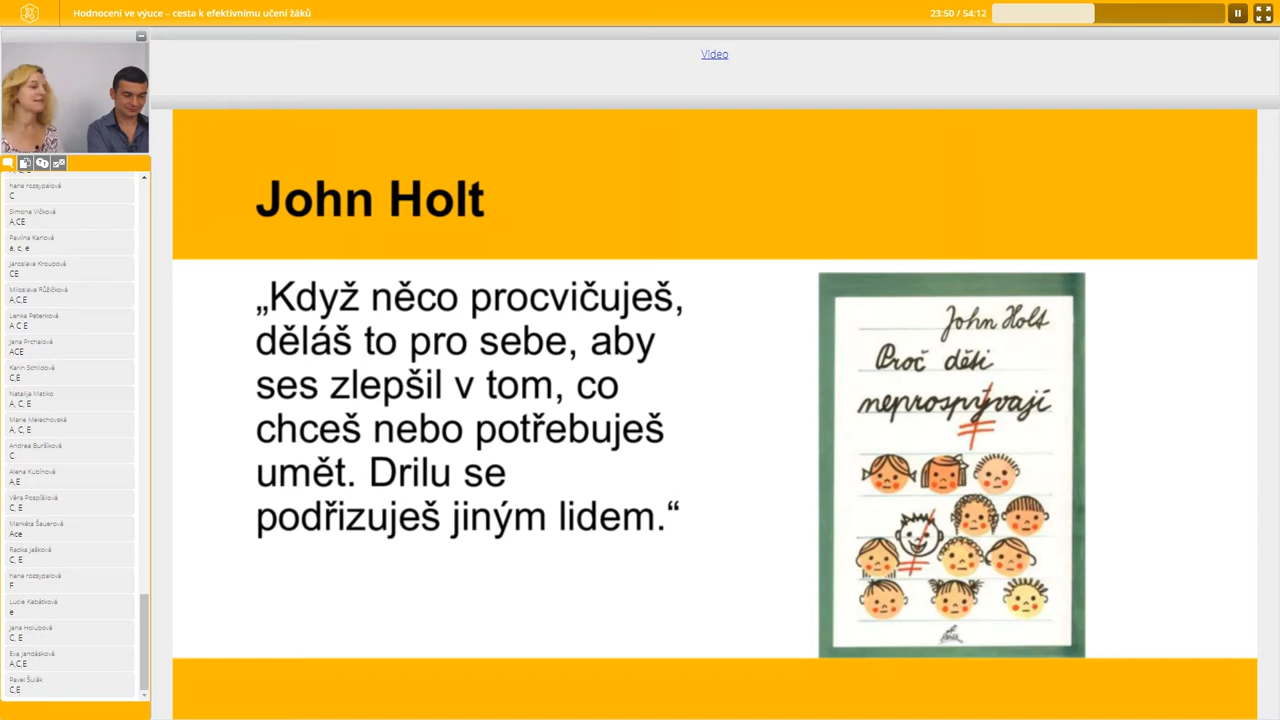 Hodnocení ve výuce – cesta k efektivnímu učení žáků
23:50 / 54:12
Video
hana rozsypalová
C
Simona Vlčková
A,CE
Pavlína Karlová
a, c, e
Jaroslava Kroupová
CE
Miloslava Růžičková
A,C,E
Lenka Peterková
A C E
Jana Prchalová
ACE
Karin Schildová
C,E
Natalija Matiko
A, C, E
Marie Melechovská
A, C, E
Andrea Buršíková
C
Alena Kubínová
A,E
Věra Pospíšilová
C, E
Markéta Šauerová
Ace
Radka Jašková
C, E
hana rozsypalová
F
Lucie Kabátková
e
Jana Holubová
C, E
Eva Jandásková
A,C,E
Pavel Šulák
C,E
John Holt
„Když něco procvičuješ,
děláš to pro sebe, aby
ses zlepšil v tom, co
chceš nebo potřebuješ
umět. Drilu se
podřizuješ jiným lidem.“
John Holt
Proč děti
neprospívají